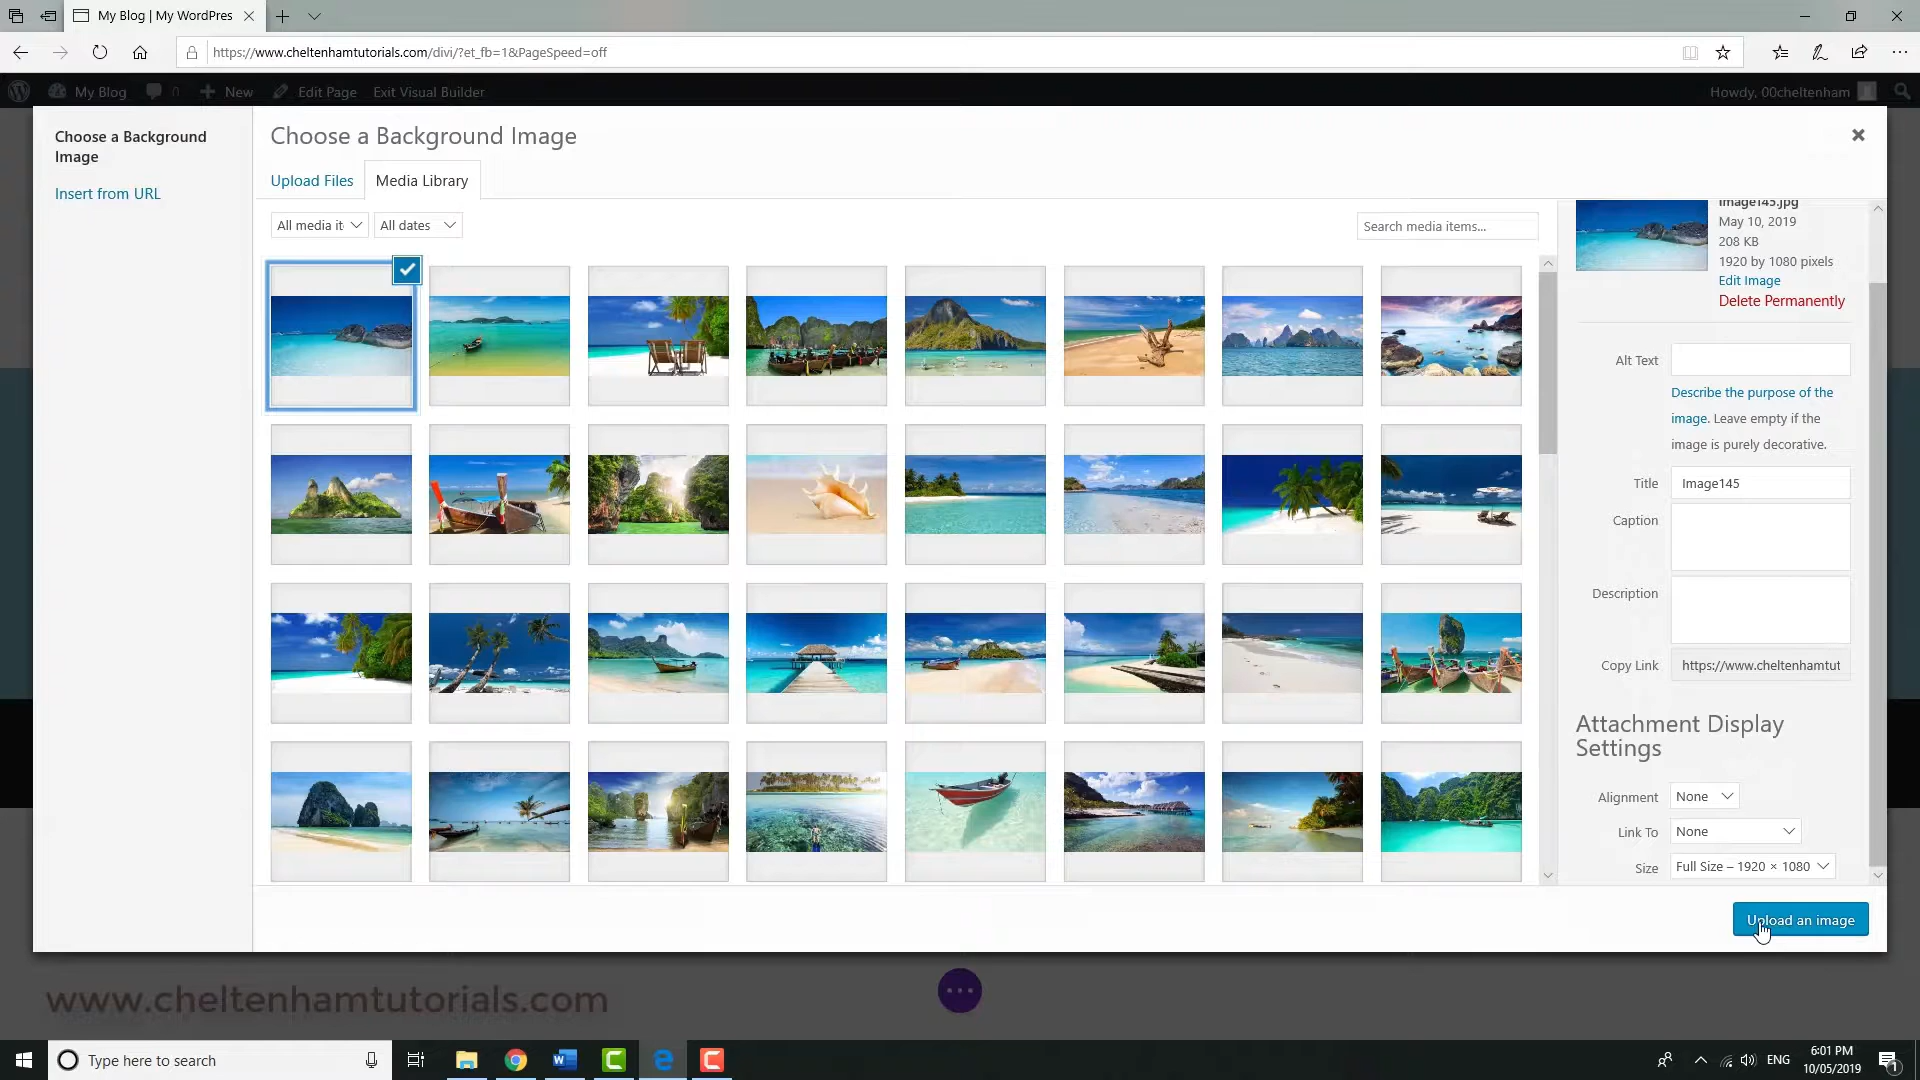 My Blog | My WordPres
https://www.cheltenhamtutorials.com/divi/?et_fb=1&PageSpeed=off
My Blog 0 New Edit Page Exit Visual Builder Howdy, 00cheltenham
Choose a Background
Image
Insert from URL
Choose a Background Image
Upload Files Media Library
All media it All dates Search media items...
Image145.jpg
May 10, 2019
208 KB
1920 by 1080 pixels
Edit Image
Delete Permanently
Alt Text
Describe the purpose of the
image. Leave empty if the
image is purely decorative.
Title Image145
Caption
Description
Copy Link https://www.cheltenhamtut
Attachment Display
Settings
Alignment None
Link To None
Size Full Size – 1920 × 1080
Upload an image
www.cheltenhamtutorials.com
Type here to search
ENG
6:01 PM
10/05/2019
1